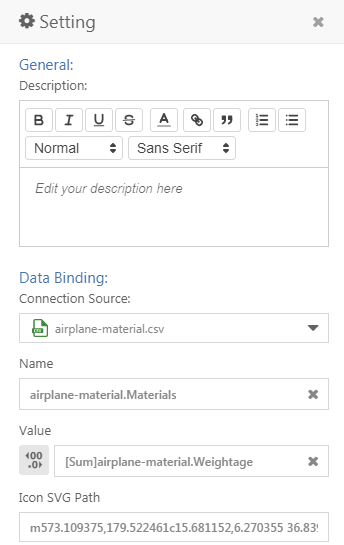 Setting
General:
Description:
B I U S A
Normal Sans Serif
Edit your description here
Data Binding:
Connection Source:
airplane-material.csv
Name
airplane-material.Materials
Value
[Sum]airplane-material.Weightage
Icon SVG Path
m573.109375,179.522461c15.681152,6.270355 36.839